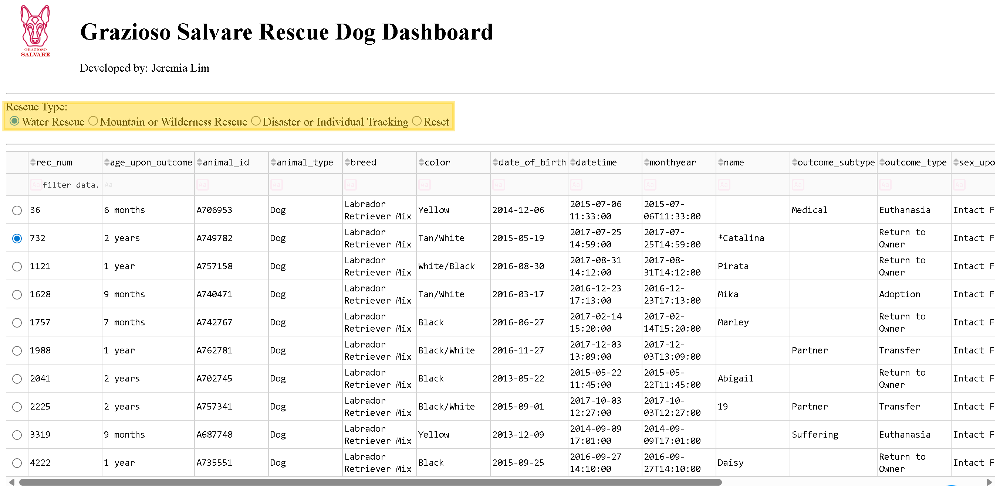 GRAZIOSO
SALVARE
Grazioso Salvare Rescue Dog Dashboard
Developed by: Jeremia Lim
Rescue Type:
Water Rescue Mountain or Wilderness Rescue Disaster or Individual Tracking Reset
rec_num age_upon_outcome animal_id animal_type breed color date_of_birth datetime monthyear name outcome_subtype outcome_type sex_upo
Aa filter data. Aa Aa Aa Aa Aa Aa Aa Aa Aa Aa Aa Aa
36 6 months A706953 Dog Labrador Retriever Mix Yellow 2014-12-06 2015-07-06 11:33:00 2015-07-06T11:33:00 Medical Euthanasia Intact F
732 2 years A749782 Dog Labrador Retriever Mix Tan/White 2015-05-19 2017-07-25 14:59:00 2017-07-25T14:59:00 *Catalina Return to Owner Intact F
1121 1 year A757158 Dog Labrador Retriever Mix White/Black 2016-08-30 2017-08-31 14:12:00 2017-08-31T14:12:00 Pirata Return to Owner Intact F
1628 9 months A740471 Dog Labrador Retriever Mix Tan/White 2016-03-17 2016-12-23 17:13:00 2016-12-23T17:13:00 Mika Adoption Intact F
1757 7 months A742767 Dog Labrador Retriever Mix Black 2016-06-27 2017-02-14 15:20:00 2017-02-14T15:20:00 Marley Return to Owner Intact F
1988 1 year A762781 Dog Labrador Retriever Mix Black/White 2016-11-27 2017-12-03 13:09:00 2017-12-03T13:09:00 Partner Transfer Intact F
2041 2 years A702745 Dog Labrador Retriever Mix Black 2013-05-22 2015-05-22 11:45:00 2015-05-22T11:45:00 Abigail Return to Owner Intact F
2225 2 years A757341 Dog Labrador Retriever Mix Black/White 2015-09-01 2017-10-03 12:27:00 2017-10-03T12:27:00 19 Partner Transfer Intact F
3319 9 months A687748 Dog Labrador Retriever Mix Yellow 2013-12-09 2014-09-09 17:01:00 2014-09-09T17:01:00 Suffering Euthanasia Intact F
4222 1 year A735551 Dog Labrador Retriever Mix Black 2015-09-25 2016-09-27 14:10:00 2016-09-27T14:10:00 Daisy Return to Owner Intact F